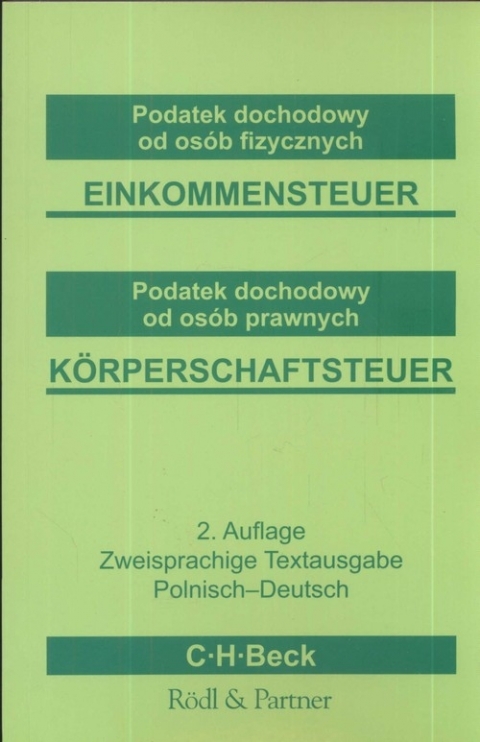 Podatek dochodowy
od osób fizycznych
EINKOMMENSTEUER
Podatek dochodowy
od osób prawnych
KÖRPERSCHAFTSTEUER
2. Auflage
Zweisprachige Textausgabe
Polnisch–Deutsch
C·H·Beck
Rödl & Partner